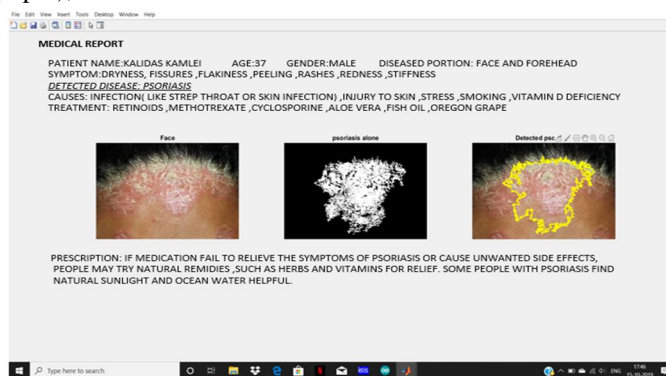 File Edit View Insert Tools Desktop Window Help
MEDICAL REPORT
PATIENT NAME:KALIDAS KAMLEI AGE:37 GENDER:MALE DISEASED PORTION: FACE AND FOREHEAD
SYMPTOM:DRYNESS, FISSURES ,FLAKINESS ,PEELING ,RASHES ,REDNESS ,STIFFNESS
DETECTED DISEASE: PSORIASIS
CAUSES: INFECTION( LIKE STREP THROAT OR SKIN INFECTION) ,INJURY TO SKIN ,STRESS ,SMOKING ,VITAMIN D DEFICIENCY
TREATMENT: RETINOIDS ,METHOTREXATE ,CYCLOSPORINE ,ALOE VERA ,FISH OIL ,OREGON GRAPE
Face psoriasis alone Detected psc
PRESCRIPTION: IF MEDICATION FAIL TO RELIEVE THE SYMPTOMS OF PSORIASIS OR CAUSE UNWANTED SIDE EFFECTS,
PEOPLE MAY TRY NATURAL REMIDIES ,SUCH AS HERBS AND VITAMINS FOR RELIEF. SOME PEOPLE WITH PSORIASIS FIND
NATURAL SUNLIGHT AND OCEAN WATER HELPFUL.
Type here to search ENG 17:46
15-10-2019